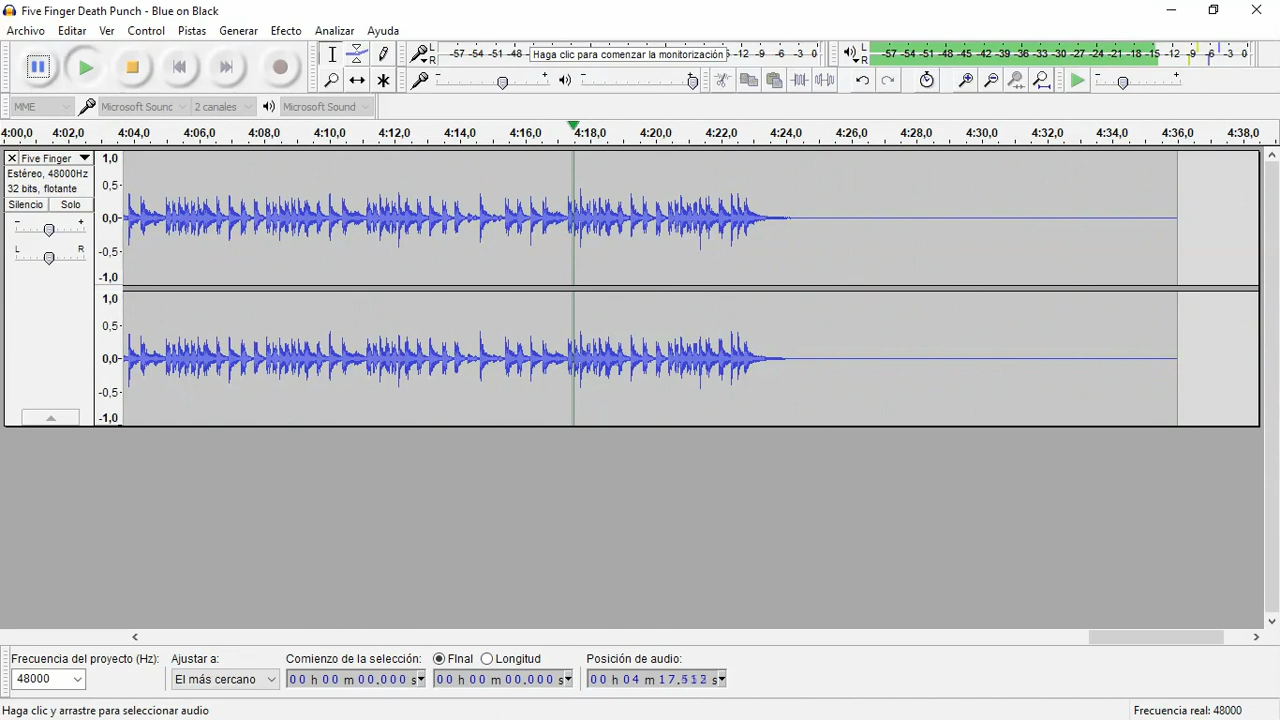 Five Finger Death Punch - Blue on Black
Archivo Editar Ver Control Pistas Generar Efecto Analizar Ayuda
L R -57 -54 -51 -48 Haga clic para comenzar la monitorización -12 -9 -6 -3 0
L R -57 -54 -51 -48 -45 -42 -39 -36 -33 -30 -27 -24 -21 -18 -15 -12 -9 -6 -3 0
MME Microsoft Sound 2 canales Microsoft Sound
4:00,0 4:02,0 4:04,0 4:06,0 4:08,0 4:10,0 4:12,0 4:14,0 4:16,0 4:18,0 4:20,0 4:22,0 4:24,0 4:26,0 4:28,0 4:30,0 4:32,0 4:34,0 4:36,0 4:38,0
Five Finger
Estéreo, 48000Hz
32 bits, flotante
Silencio Solo
- +
L R
1,0
0,5
0,0
-0,5
-1,0
1,0
0,5
0,0
-0,5
-1,0
Frecuencia del proyecto (Hz): Ajustar a: Comienzo de la selección: FInal Longitud Posición de audio:
48000 El más cercano 00 h 00 m 00.000 s 00 h 00 m 00.000 s 00 h 04 m 17.512 s
Haga clic y arrastre para seleccionar audio Frecuencia real: 48000